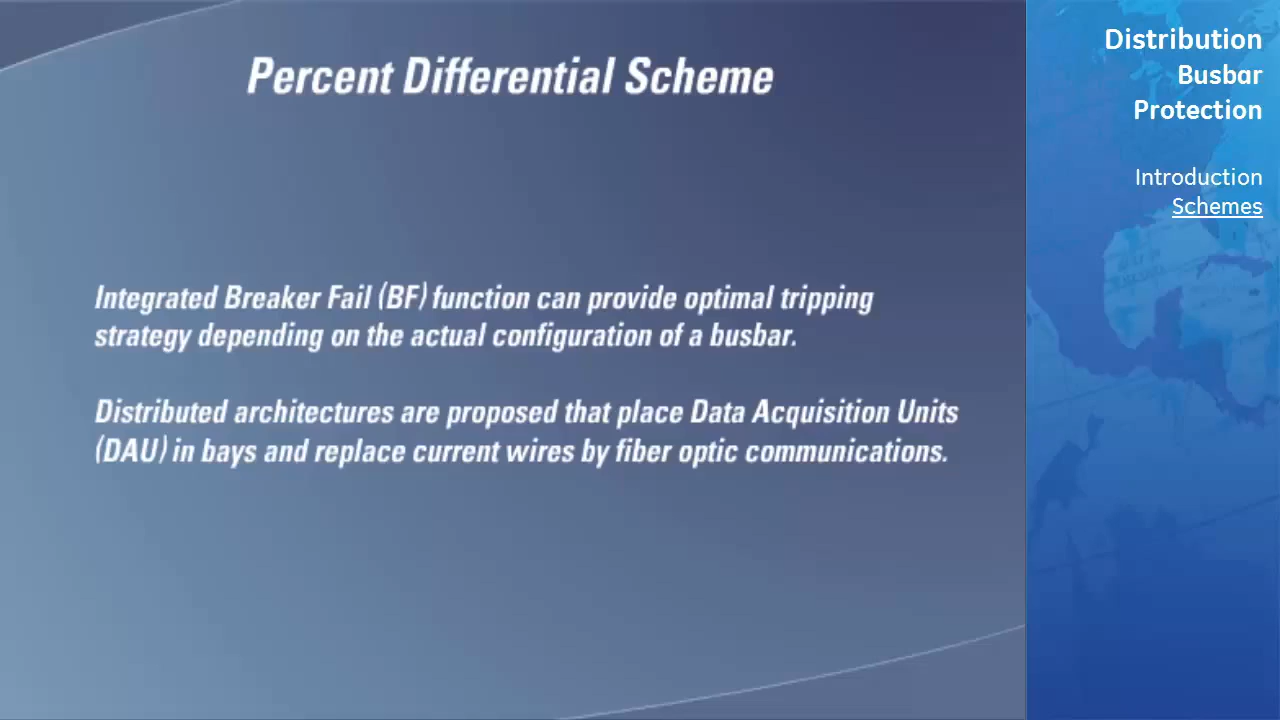 Percent Differential Scheme
Integrated Breaker Fail (BF) function can provide optimal tripping
strategy depending on the actual configuration of a busbar.
Distributed architectures are proposed that place Data Acquisition Units
(DAU) in bays and replace current wires by fiber optic communications.
Distribution
Busbar
Protection
Introduction
Schemes